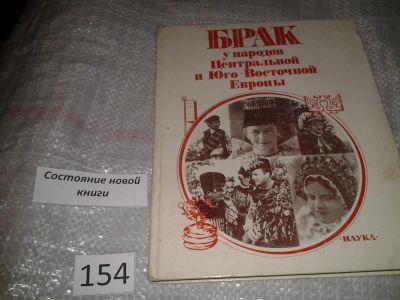 БРАК
у народов
Центральной
и Юго-Восточной
Европы
·НАУКА·
Состояние новой
книги
154